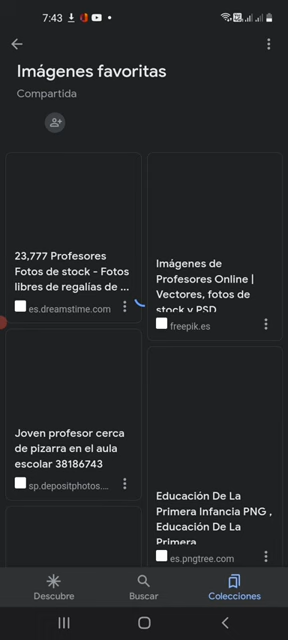 7:43
Imágenes favoritas
Compartida
23,777 Profesores
Fotos de stock - Fotos
libres de regalías de ...
es.dreamstime.com
Imágenes de
Profesores Online |
Vectores, fotos de
stock y PSD
freepik.es
Joven profesor cerca
de pizarra en el aula
escolar 38186743
sp.depositphotos....
Educación De La
Primera Infancia PNG ,
Educación De La
Primera
es.pngtree.com
Descubre
Buscar
Colecciones